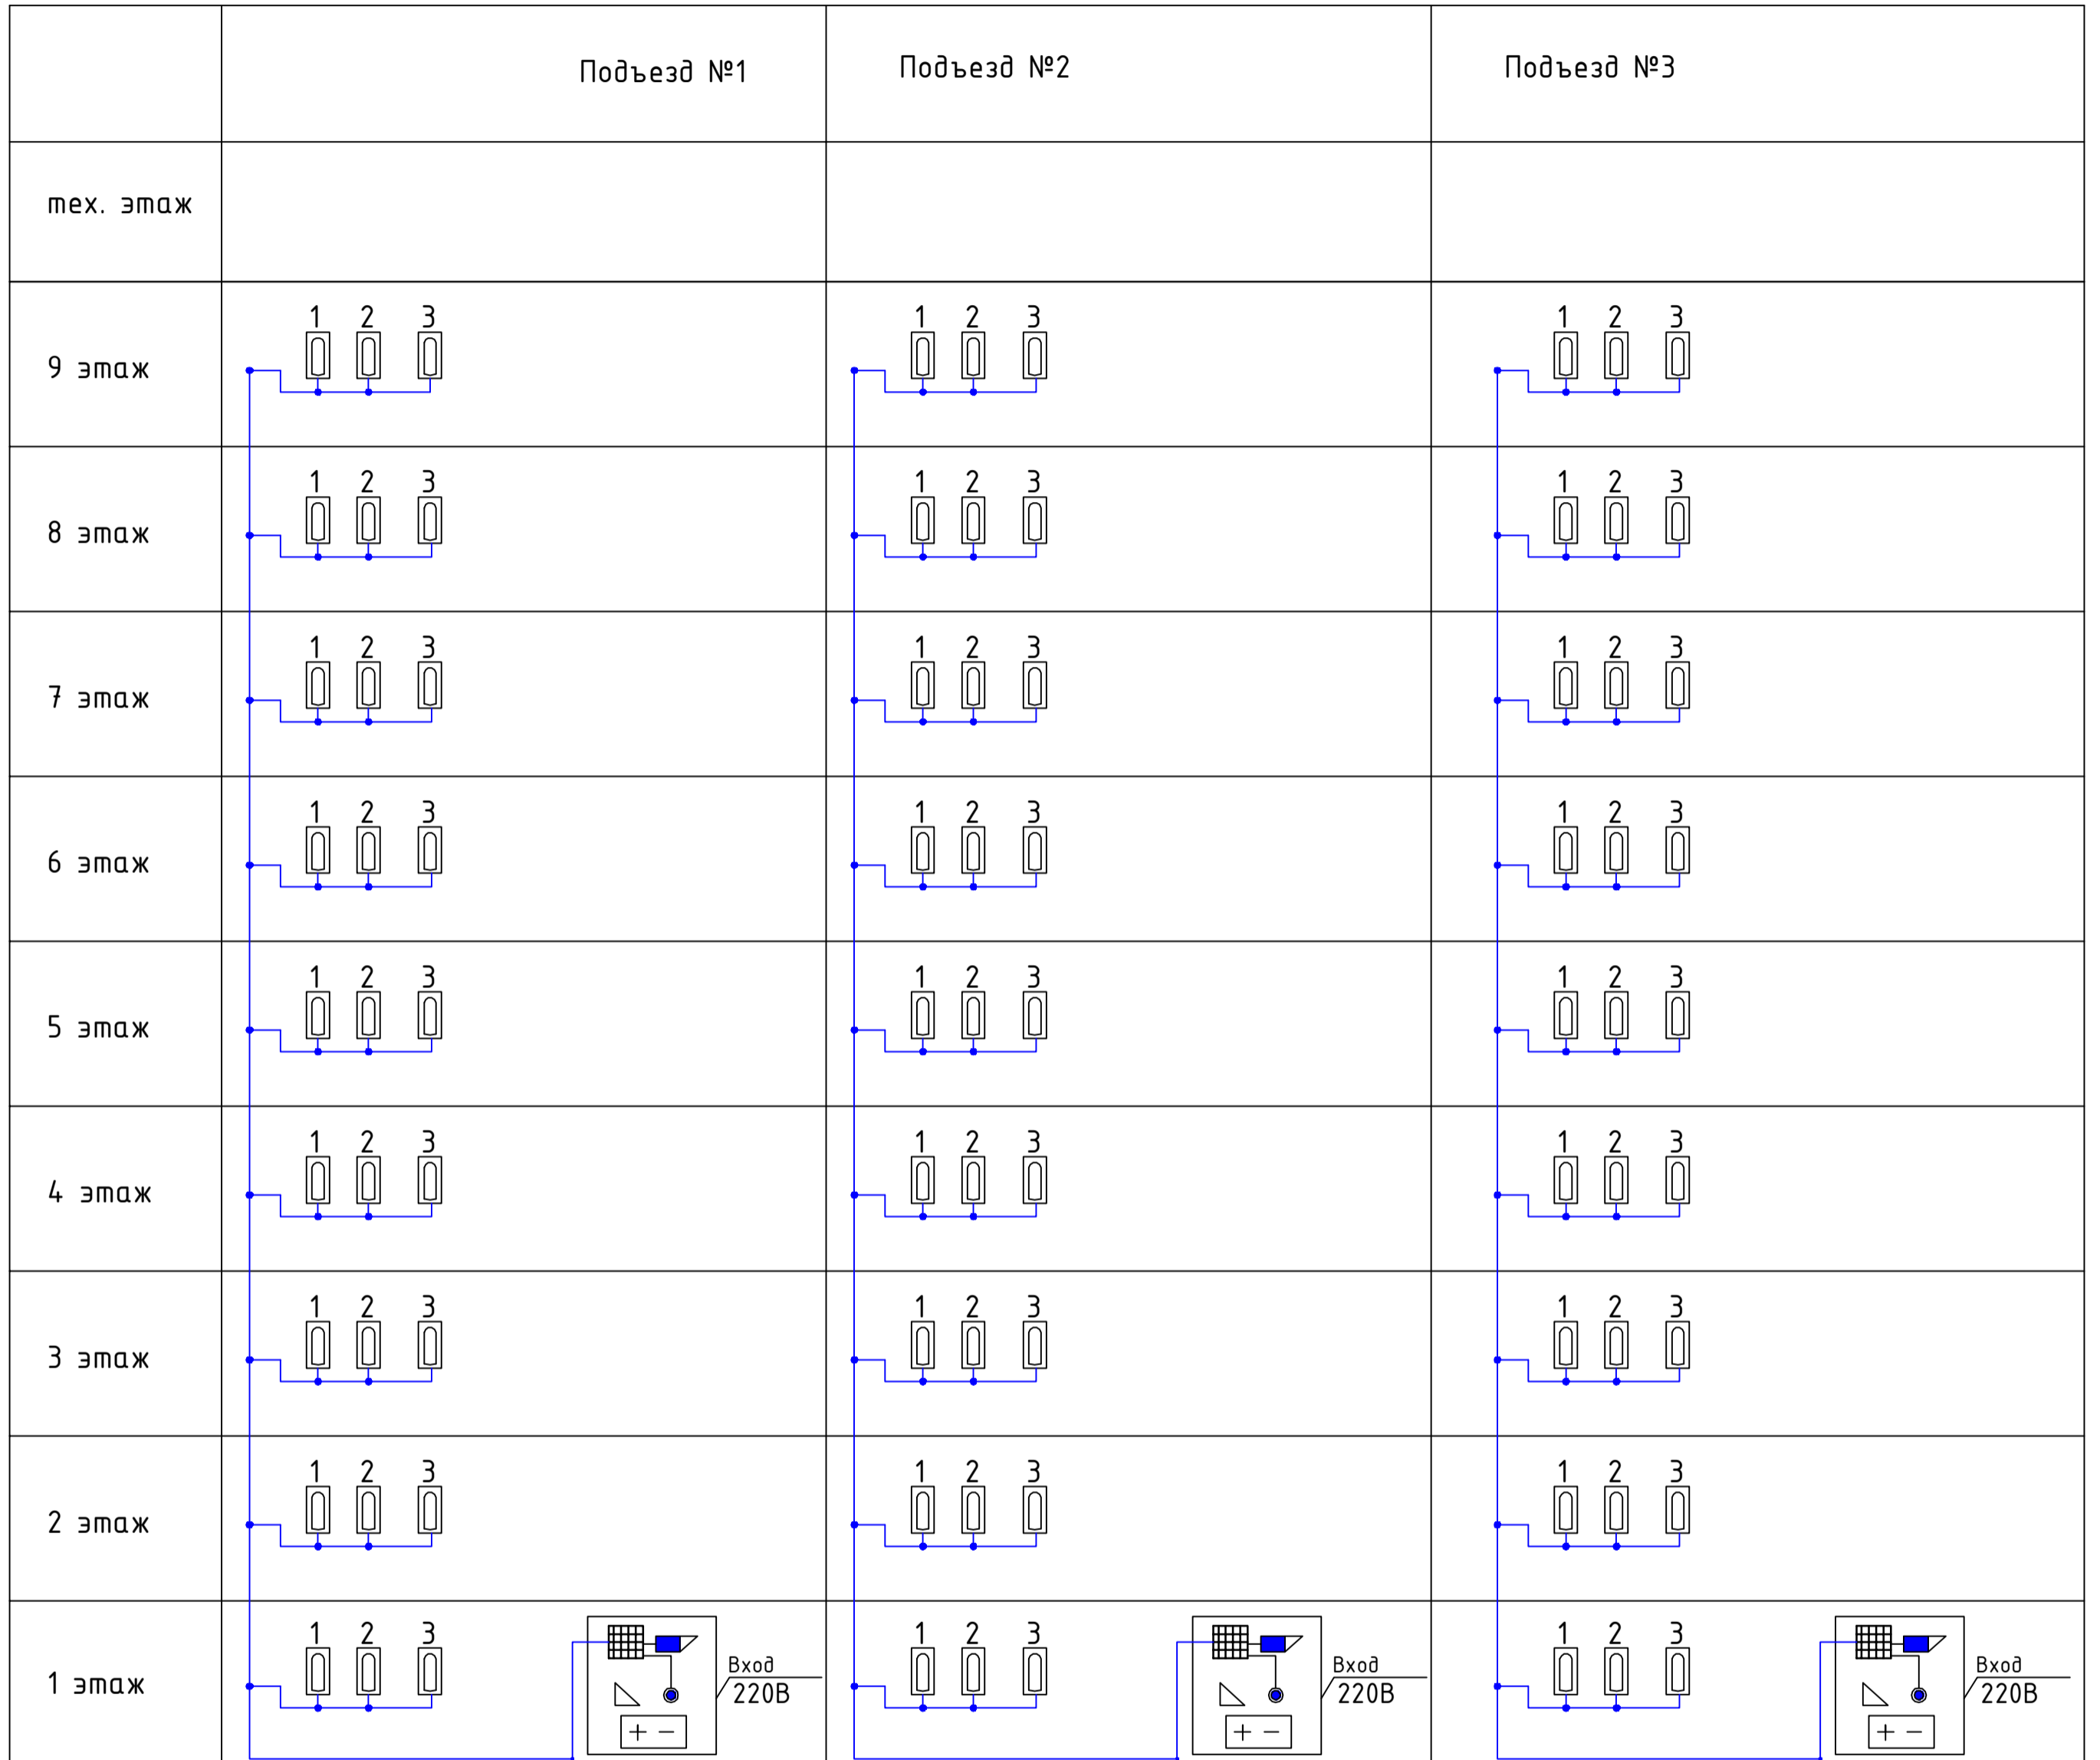 Подъезд №1 Подъезд №2 Подъезд №3
тех. этаж
1 2 3 1 2 3 1 2 3
9 этаж
1 2 3 1 2 3 1 2 3
8 этаж
1 2 3 1 2 3 1 2 3
7 этаж
1 2 3 1 2 3 1 2 3
6 этаж
1 2 3 1 2 3 1 2 3
5 этаж
1 2 3 1 2 3 1 2 3
4 этаж
1 2 3 1 2 3 1 2 3
3 этаж
1 2 3 1 2 3 1 2 3
2 этаж
1 2 3 1 2 3 1 2 3
Вход Вход Вход
1 этаж 220В 220В 220В
+ − + − + −